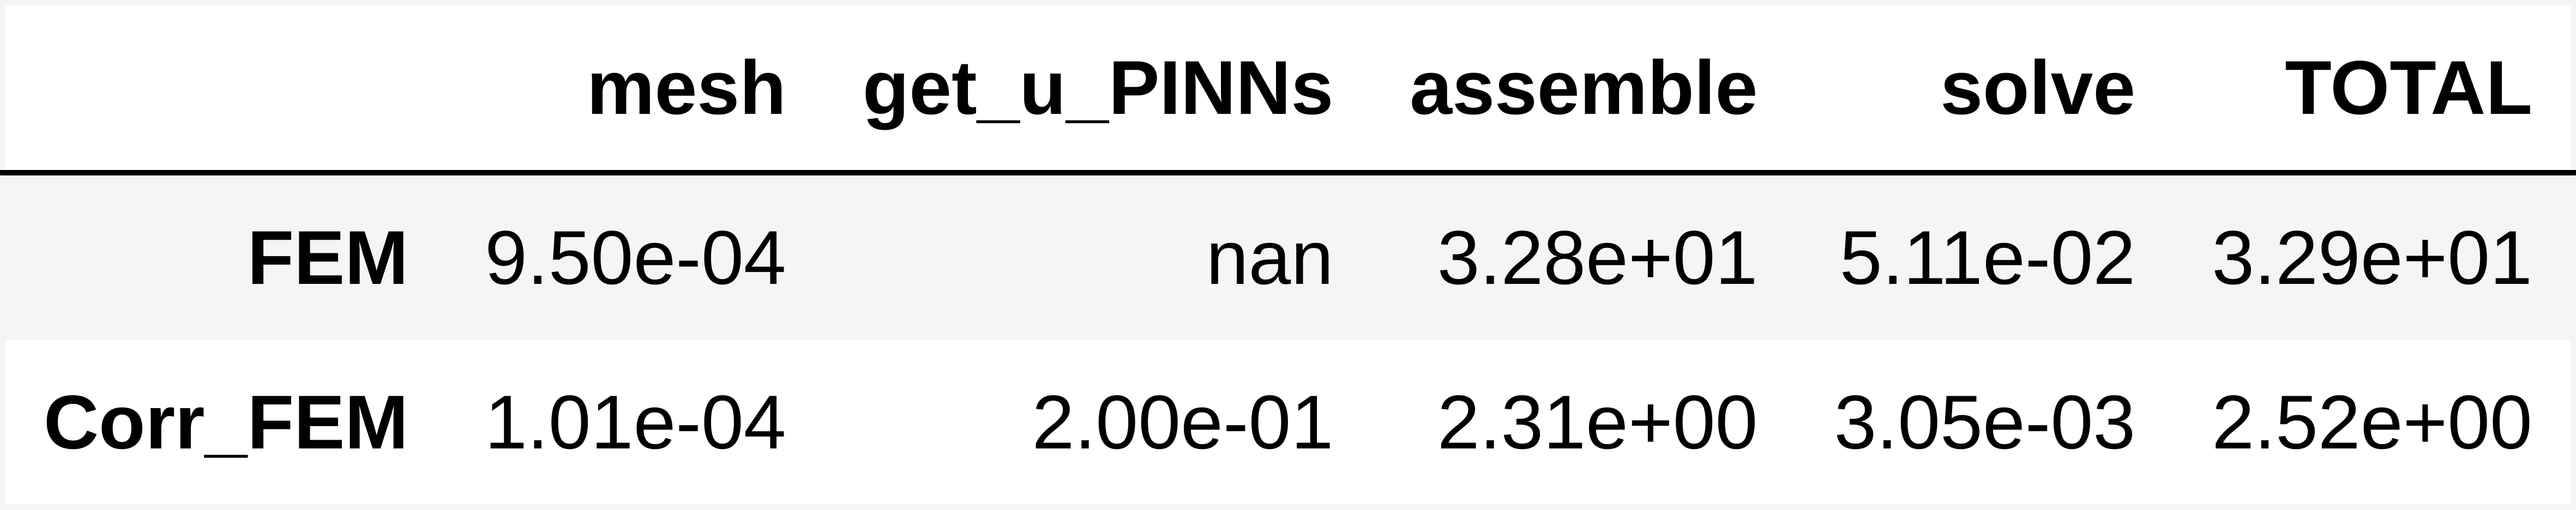 mesh get_u_PINNs assemble solve TOTAL
FEM 9.50e-04 nan 3.28e+01 5.11e-02 3.29e+01
Corr_FEM 1.01e-04 2.00e-01 2.31e+00 3.05e-03 2.52e+00